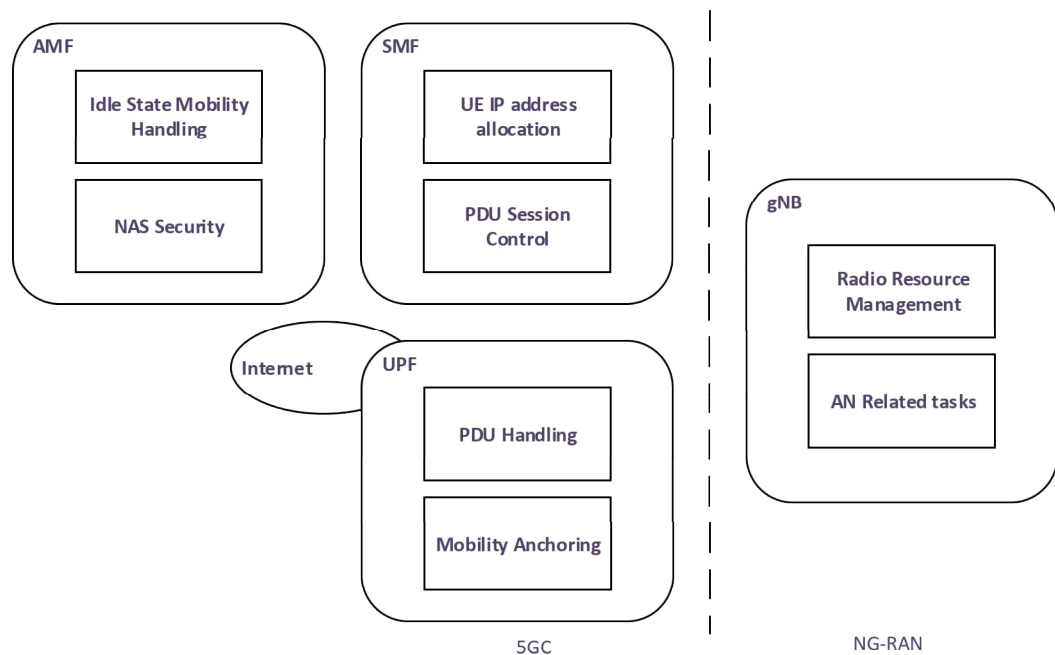 AMF
Idle State Mobility
Handling
NAS Security
SMF
UE IP address
allocation
PDU Session
Control
Internet
UPF
PDU Handling
Mobility Anchoring
5GC
gNB
Radio Resource
Management
AN Related tasks
NG-RAN